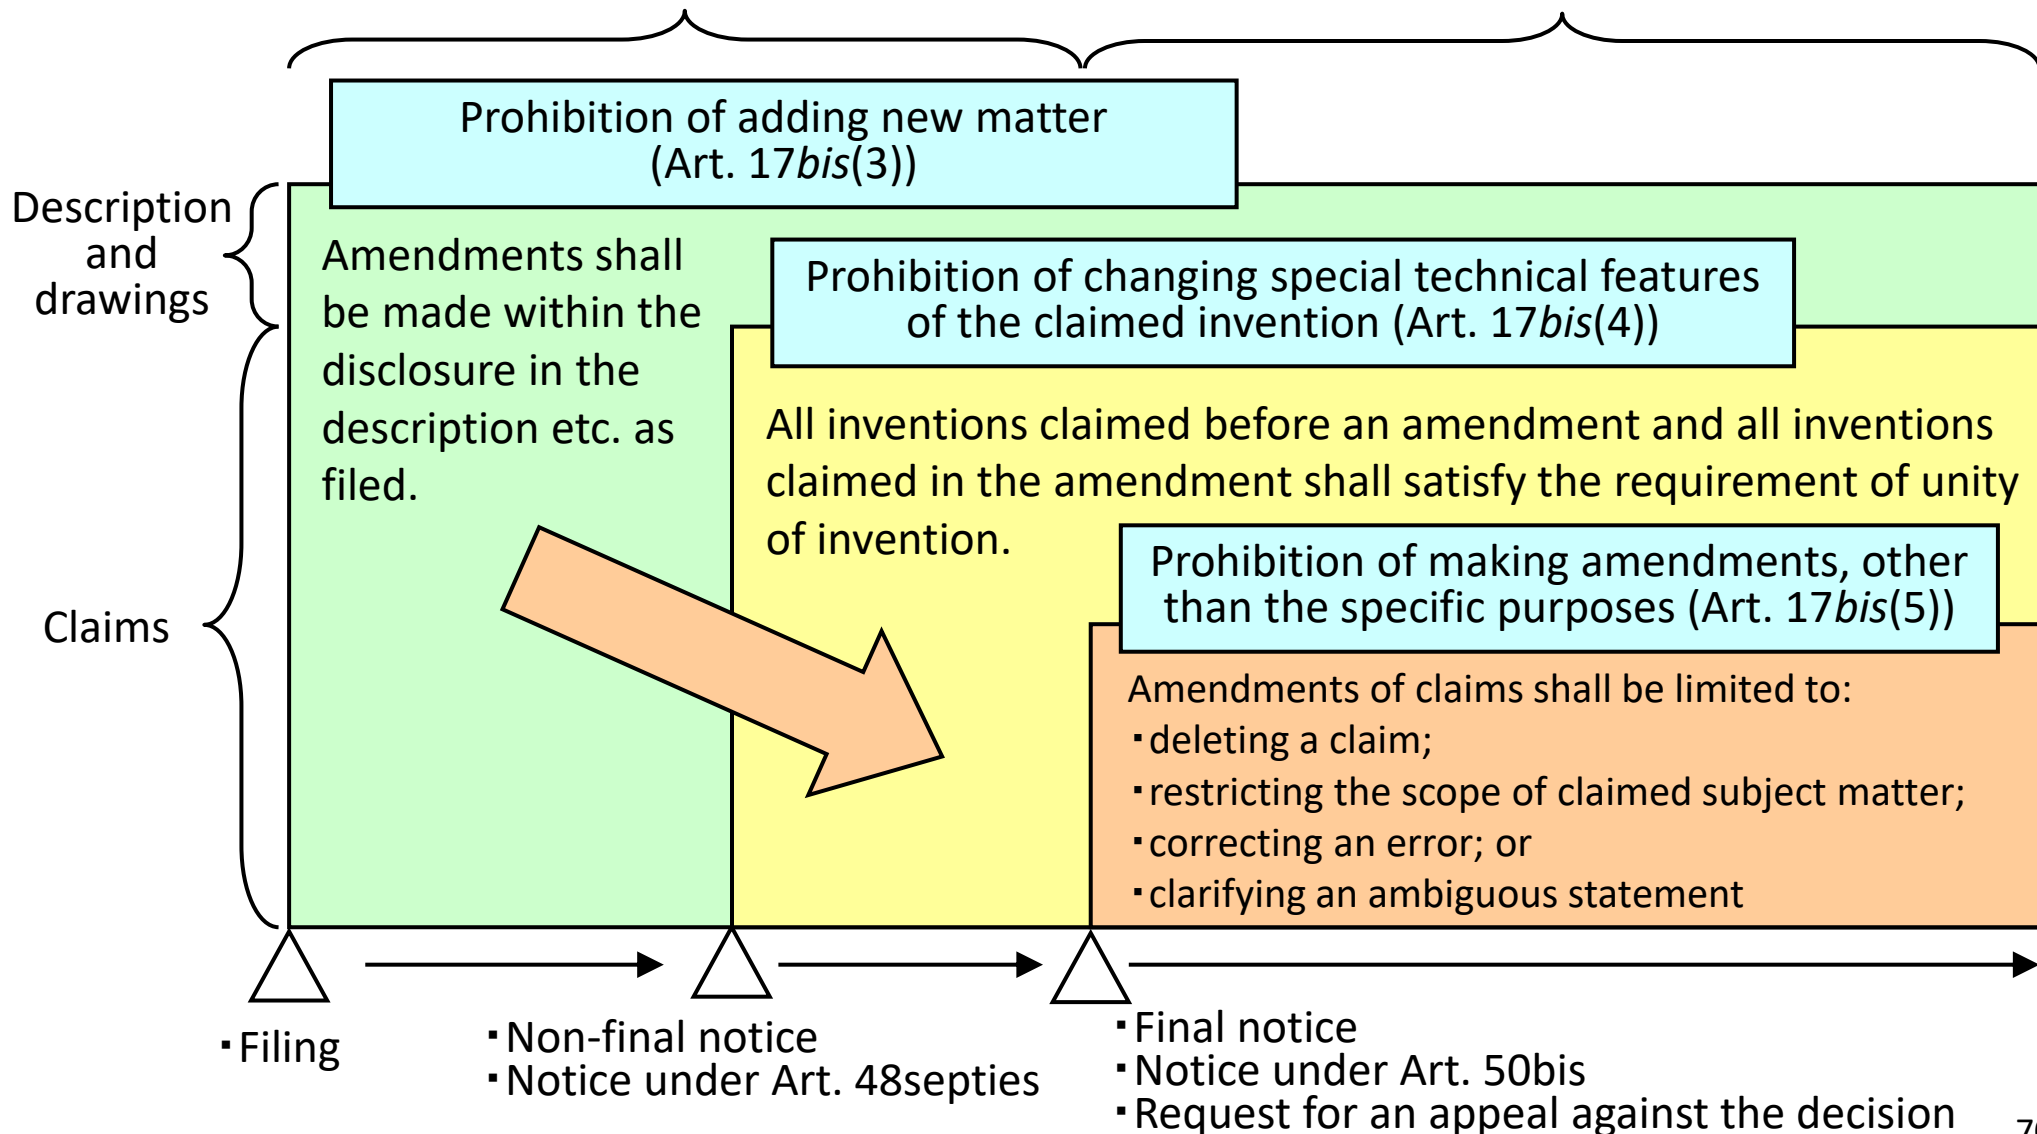 Prohibition of adding new matter
(Art. 17bis(3))
Description
and
drawings
Amendments shall
be made within the
disclosure in the
description etc. as
filed.
Prohibition of changing special technical features
of the claimed invention (Art. 17bis(4))
All inventions claimed before an amendment and all inventions
claimed in the amendment shall satisfy the requirement of unity
of invention.
Claims
Prohibition of making amendments, other
than the specific purposes (Art. 17bis(5))
Amendments of claims shall be limited to:
▪deleting a claim;
▪restricting the scope of claimed subject matter;
▪correcting an error; or
▪clarifying an ambiguous statement
▪Filing
▪Non-final notice
▪Notice under Art. 48septies
▪Final notice
▪Notice under Art. 50bis
▪Request for an appeal against the decision